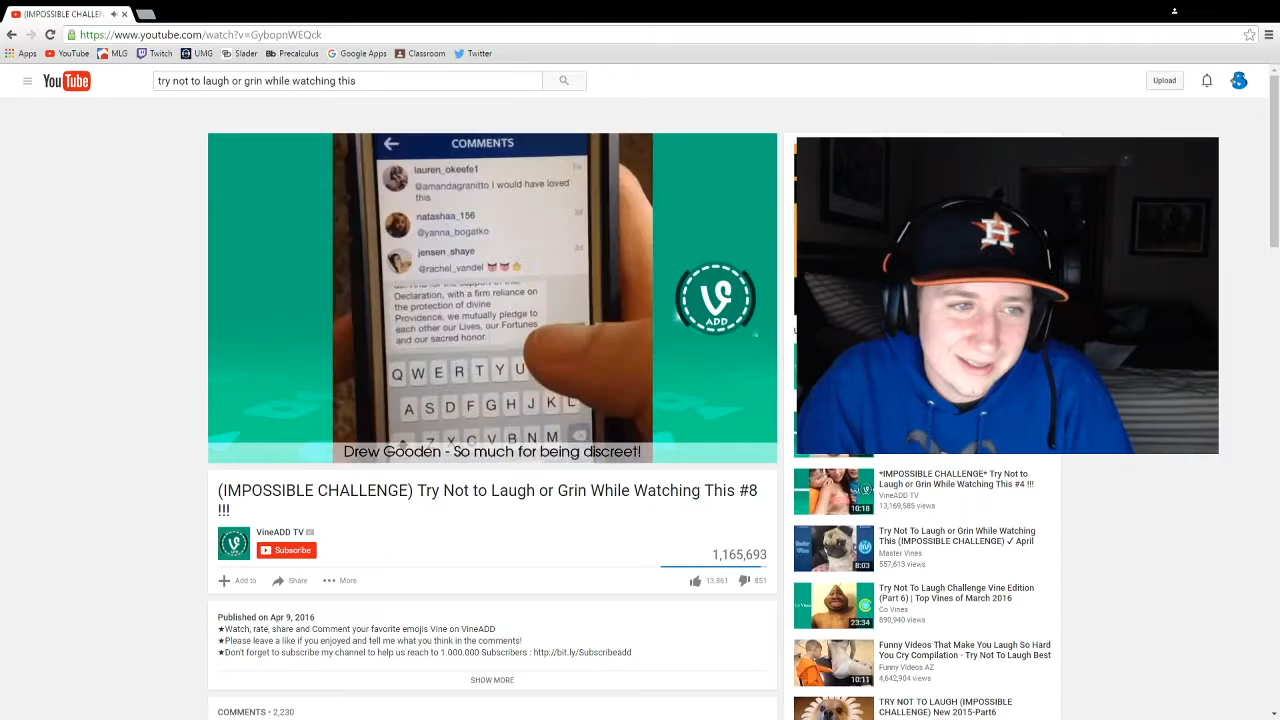 (IMPOSSIBLE CHALLEN
https://www.youtube.com/watch?v=GybopnWEQck
Apps YouTube MLG Twitch UMG Slader Bb Precalculus Google Apps Classroom Twitter
YouTube
try not to laugh or grin while watching this
Upload
COMMENTS
lauren_okeefe1
@amandagranitto I would have loved
this
natashaa_156
@yanna_bogatko
jensen_shaye
@rachel_vandel
Declaration, with a firm reliance on
the protection of divine
Providence, we mutually pledge to
each other our Lives, our Fortunes
and our sacred honor.
Q W E R T Y U
A S D F G H J K L
Z X C V B N M
ADD
H
Drew Gooden - So much for being discreet!
(IMPOSSIBLE CHALLENGE) Try Not to Laugh or Grin While Watching This #8
!!!
VineADD TV
Subscribe
1,165,693
Add to Share More
13,861 851
Published on Apr 9, 2016
★Watch, rate, share and Comment your favorite emojis Vine on VineADD
★Please leave a like if you enjoyed and tell me what you think in the comments!
★Don't forget to subscribe my channel to help us reach to 1.000.000 Subscribers : http://bit.ly/Subscribeadd
SHOW MORE
COMMENTS • 2,230
*IMPOSSIBLE CHALLENGE* Try Not to
Laugh or Grin While Watching This #4 !!!
VineADD TV
13,169,585 views
10:18
Try Not To Laugh or Grin While Watching
This (IMPOSSIBLE CHALLENGE) ✓ April
Master Vines
557,613 views
8:03
Try Not To Laugh Challenge Vine Edition
(Part 6) | Top Vines of March 2016
Co Vines
890,940 views
23:34
Funny Videos That Make You Laugh So Hard
You Cry Compilation - Try Not To Laugh Best
Funny Videos AZ
4,642,904 views
10:11
TRY NOT TO LAUGH (IMPOSSIBLE
CHALLENGE) New 2015-Part6